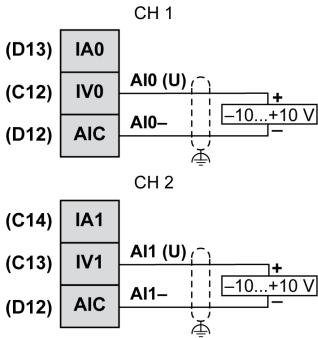 CH 1
(D13) IA0
(C12) IV0 AI0 (U)
+
–10...+10 V
(D12) AIC AI0–
–
CH 2
(C14) IA1
(C13) IV1 AI1 (U)
+
–10...+10 V
(D12) AIC AI1–
–